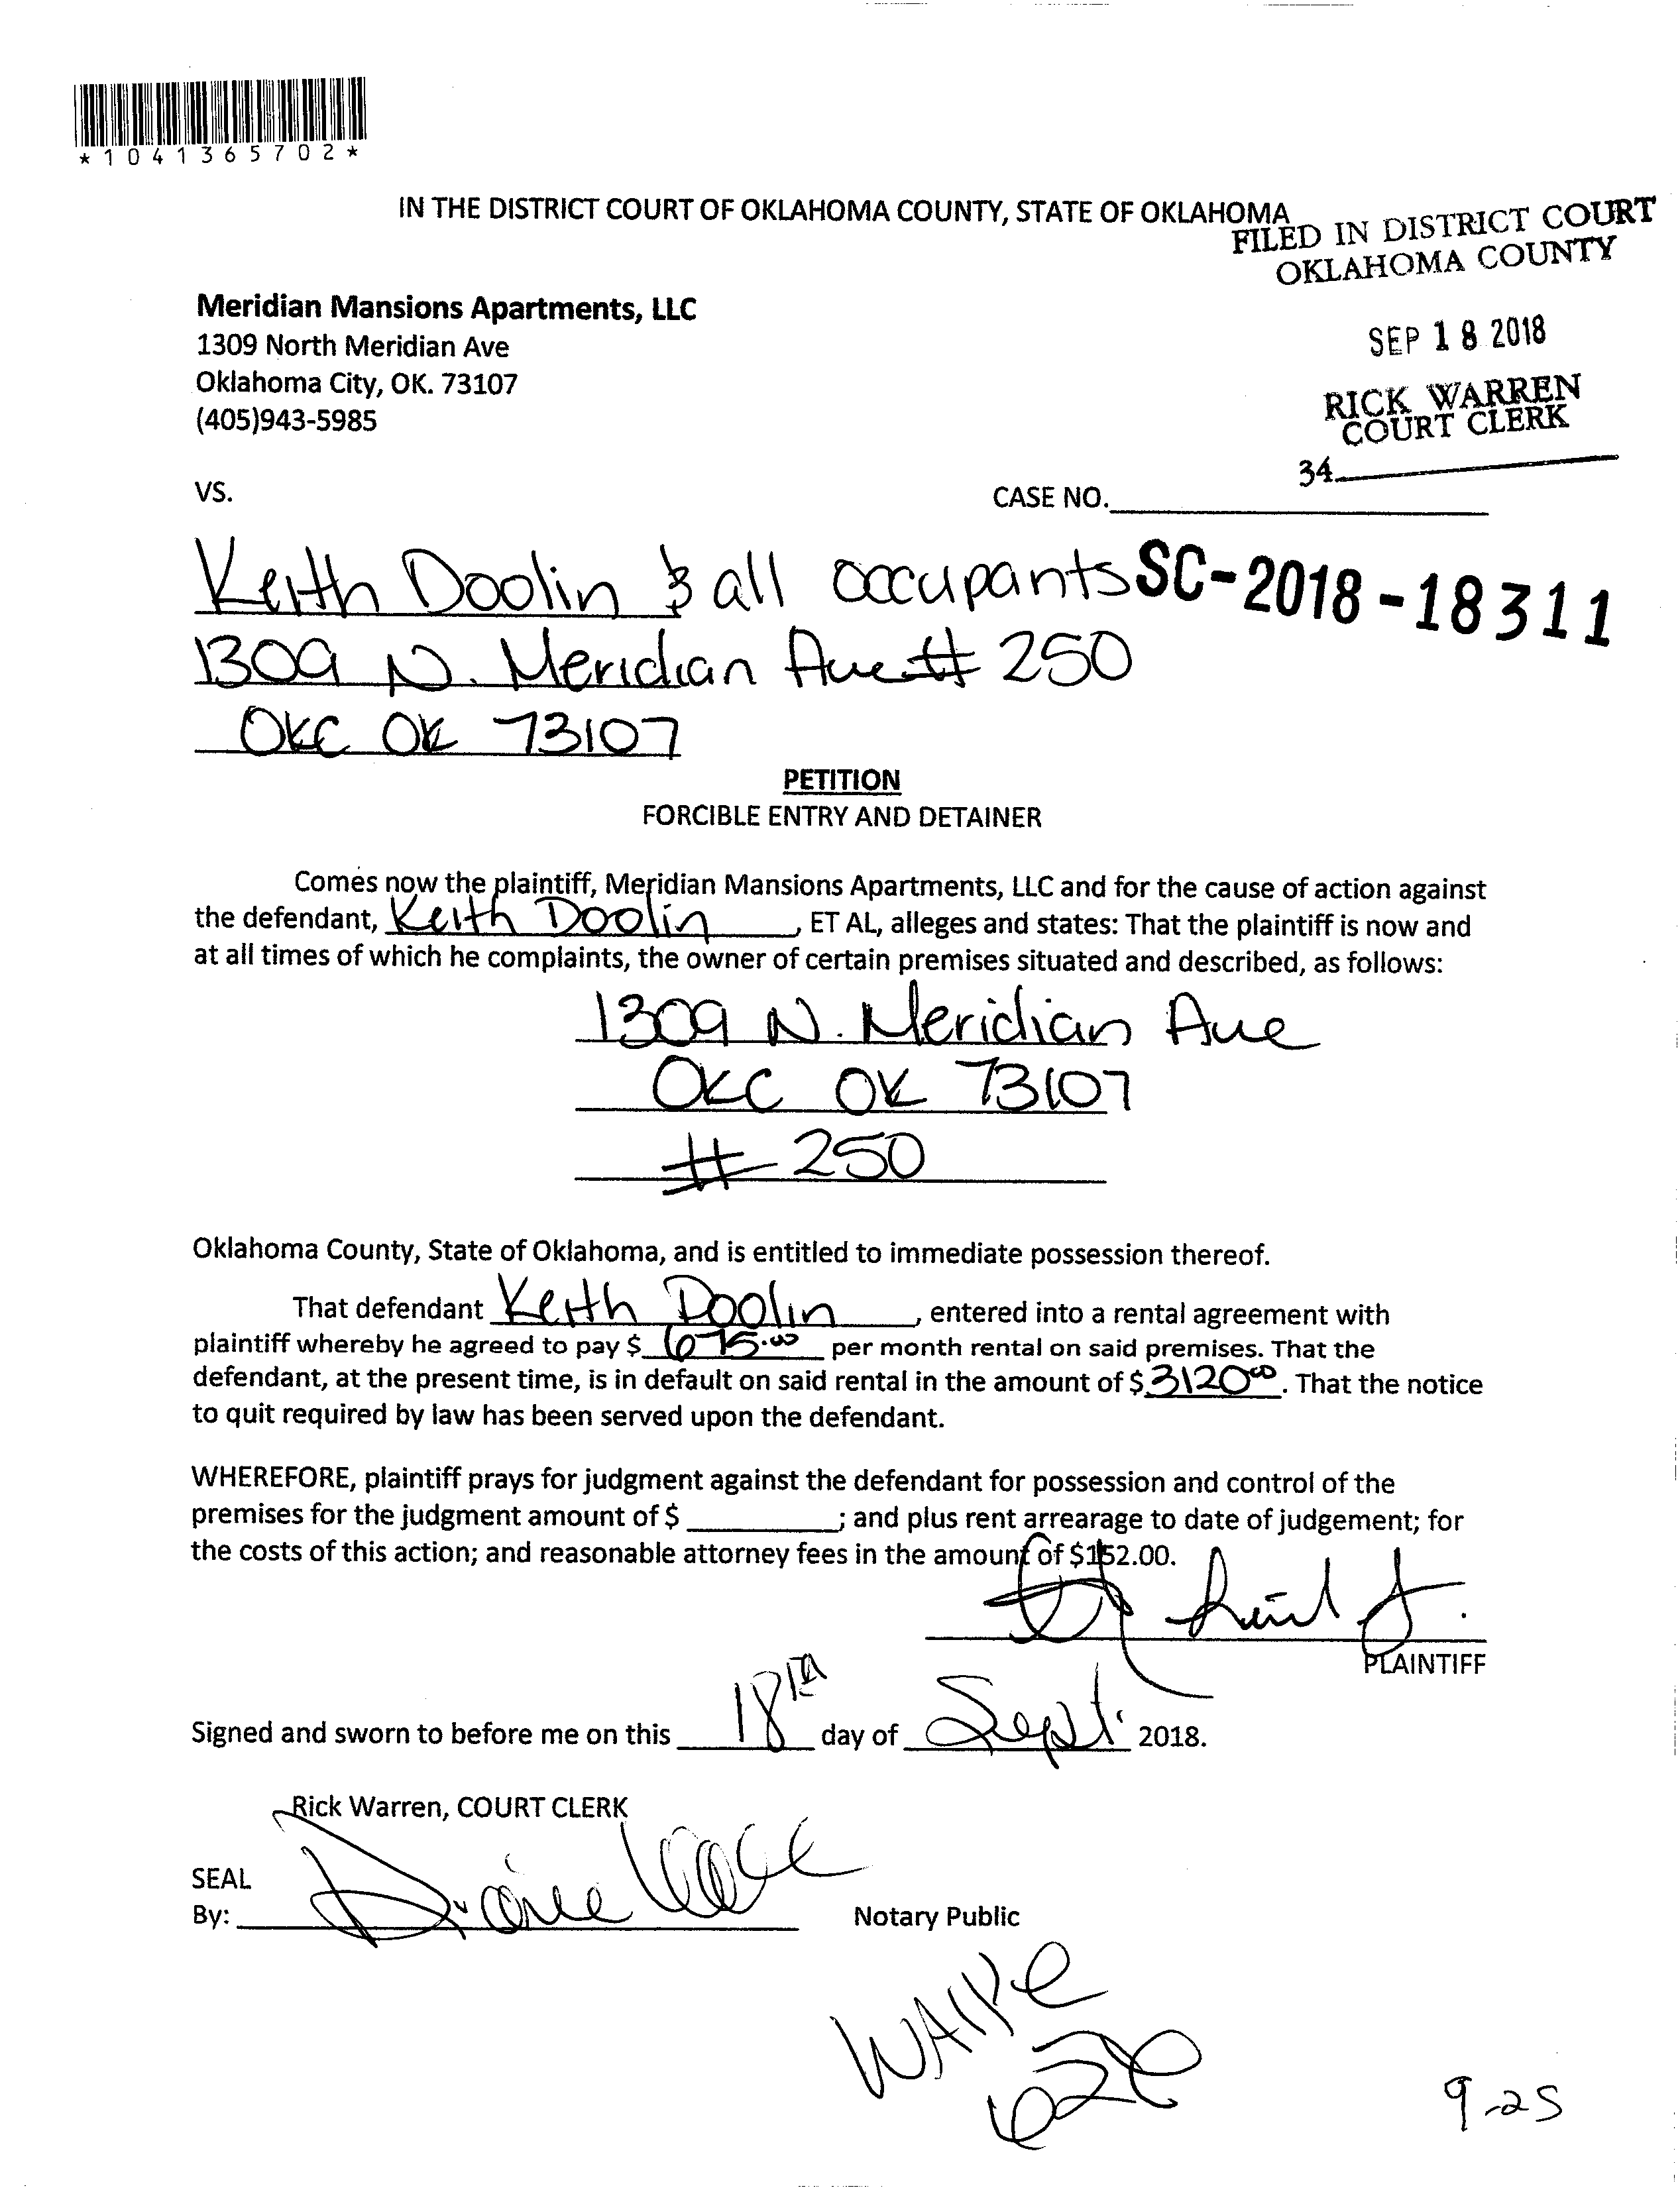 *1041365702*
IN THE DISTRICT COURT OF OKLAHOMA COUNTY, STATE OF OKLAHOMA
FILED IN DISTRICT COURT
OKLAHOMA COUNTY
Meridian Mansions Apartments, LLC
1309 North Meridian Ave
SEP 18 2018
Oklahoma City, OK. 73107
(405)943-5985
RICK WARREN
COURT CLERK
34
VS.
CASE NO.
Keith Doolin & all occupants
SC-2018-18311
1309 N. Meridian Ave # 250
OKC OK 73107
PETITION
FORCIBLE ENTRY AND DETAINER
Comes now the plaintiff, Meridian Mansions Apartments, LLC and for the cause of action against
the defendant, Keith Doolin, ET AL, alleges and states: That the plaintiff is now and
at all times of which he complaints, the owner of certain premises situated and described, as follows:
1309 N. Meridian Ave
OKC OK 73107
# 250
Oklahoma County, State of Oklahoma, and is entitled to immediate possession thereof.
That defendant Keith Doolin, entered into a rental agreement with
plaintiff whereby he agreed to pay $ 675.00 per month rental on said premises. That the
defendant, at the present time, is in default on said rental in the amount of $ 3120.00. That the notice
to quit required by law has been served upon the defendant.
WHEREFORE, plaintiff prays for judgment against the defendant for possession and control of the
premises for the judgment amount of $ ; and plus rent arrearage to date of judgement; for
the costs of this action; and reasonable attorney fees in the amount of $152.00.
PLAINTIFF
Signed and sworn to before me on this 18th day of Sept. 2018.
Rick Warren, COURT CLERK
SEAL
By:
Notary Public
9-25